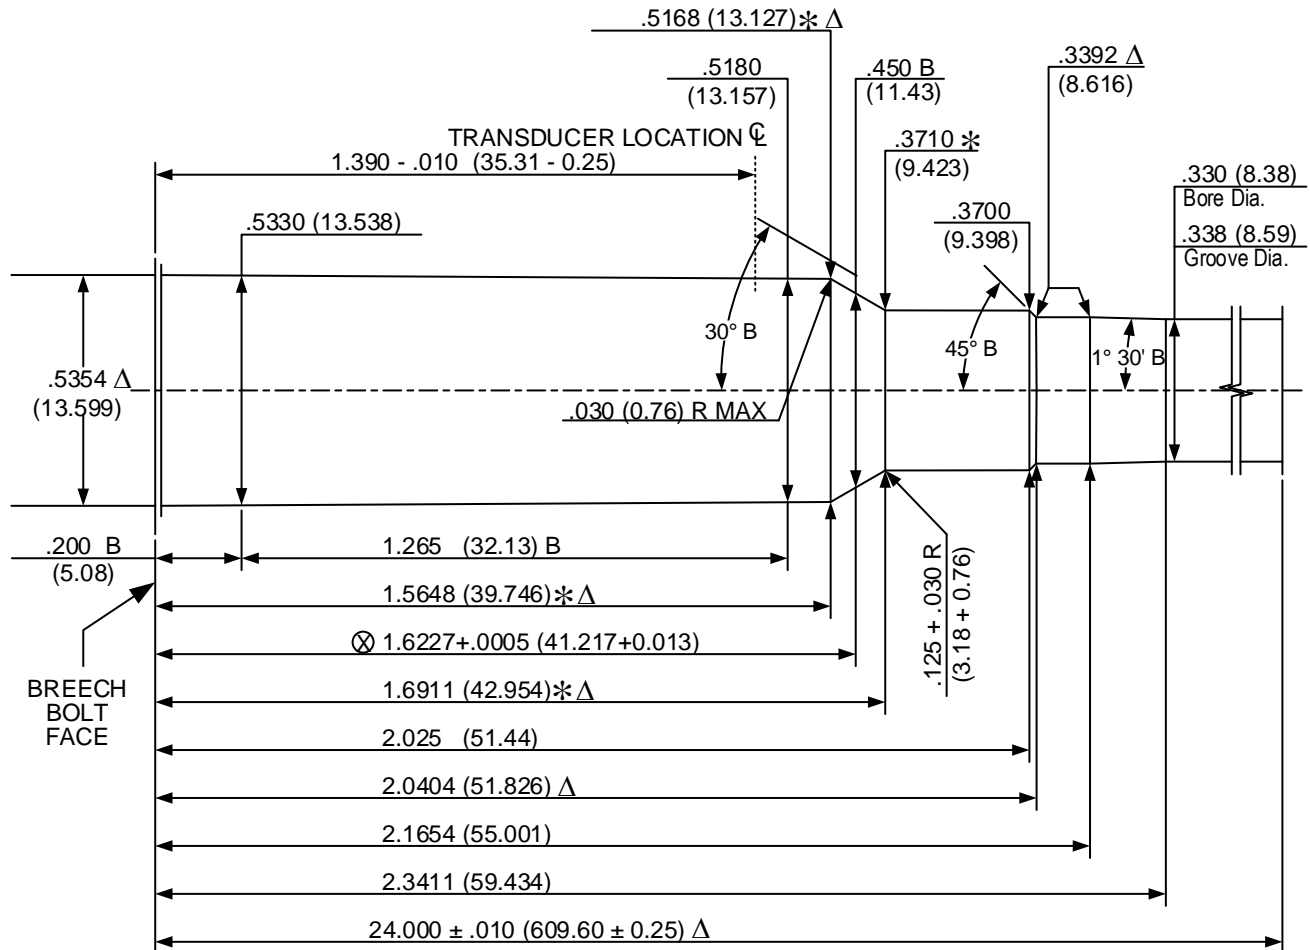 .5168 (13.127)✻ Δ
.3392 Δ
(8.616)
.5180
(13.157)
.450 B
(11.43)
TRANSDUCER LOCATION ℄
1.390 - .010 (35.31 - 0.25)
.3710 ✻
(9.423)
.330 (8.38)
Bore Dia.
.5330 (13.538)
.3700
(9.398)
.338 (8.59)
Groove Dia.
30° B
45° B
1° 30' B
.5354 Δ
(13.599)
.030 (0.76) R MAX
.200 B
(5.08)
1.265 (32.13) B
.125 + .030 R
(3.18 + 0.76)
1.5648 (39.746)✻ Δ
⊗ 1.6227+.0005 (41.217+0.013)
BREECH
BOLT
FACE
1.6911 (42.954)✻ Δ
2.025 (51.44)
2.0404 (51.826) Δ
2.1654 (55.001)
2.3411 (59.434)
24.000 ± .010 (609.60 ± 0.25) Δ